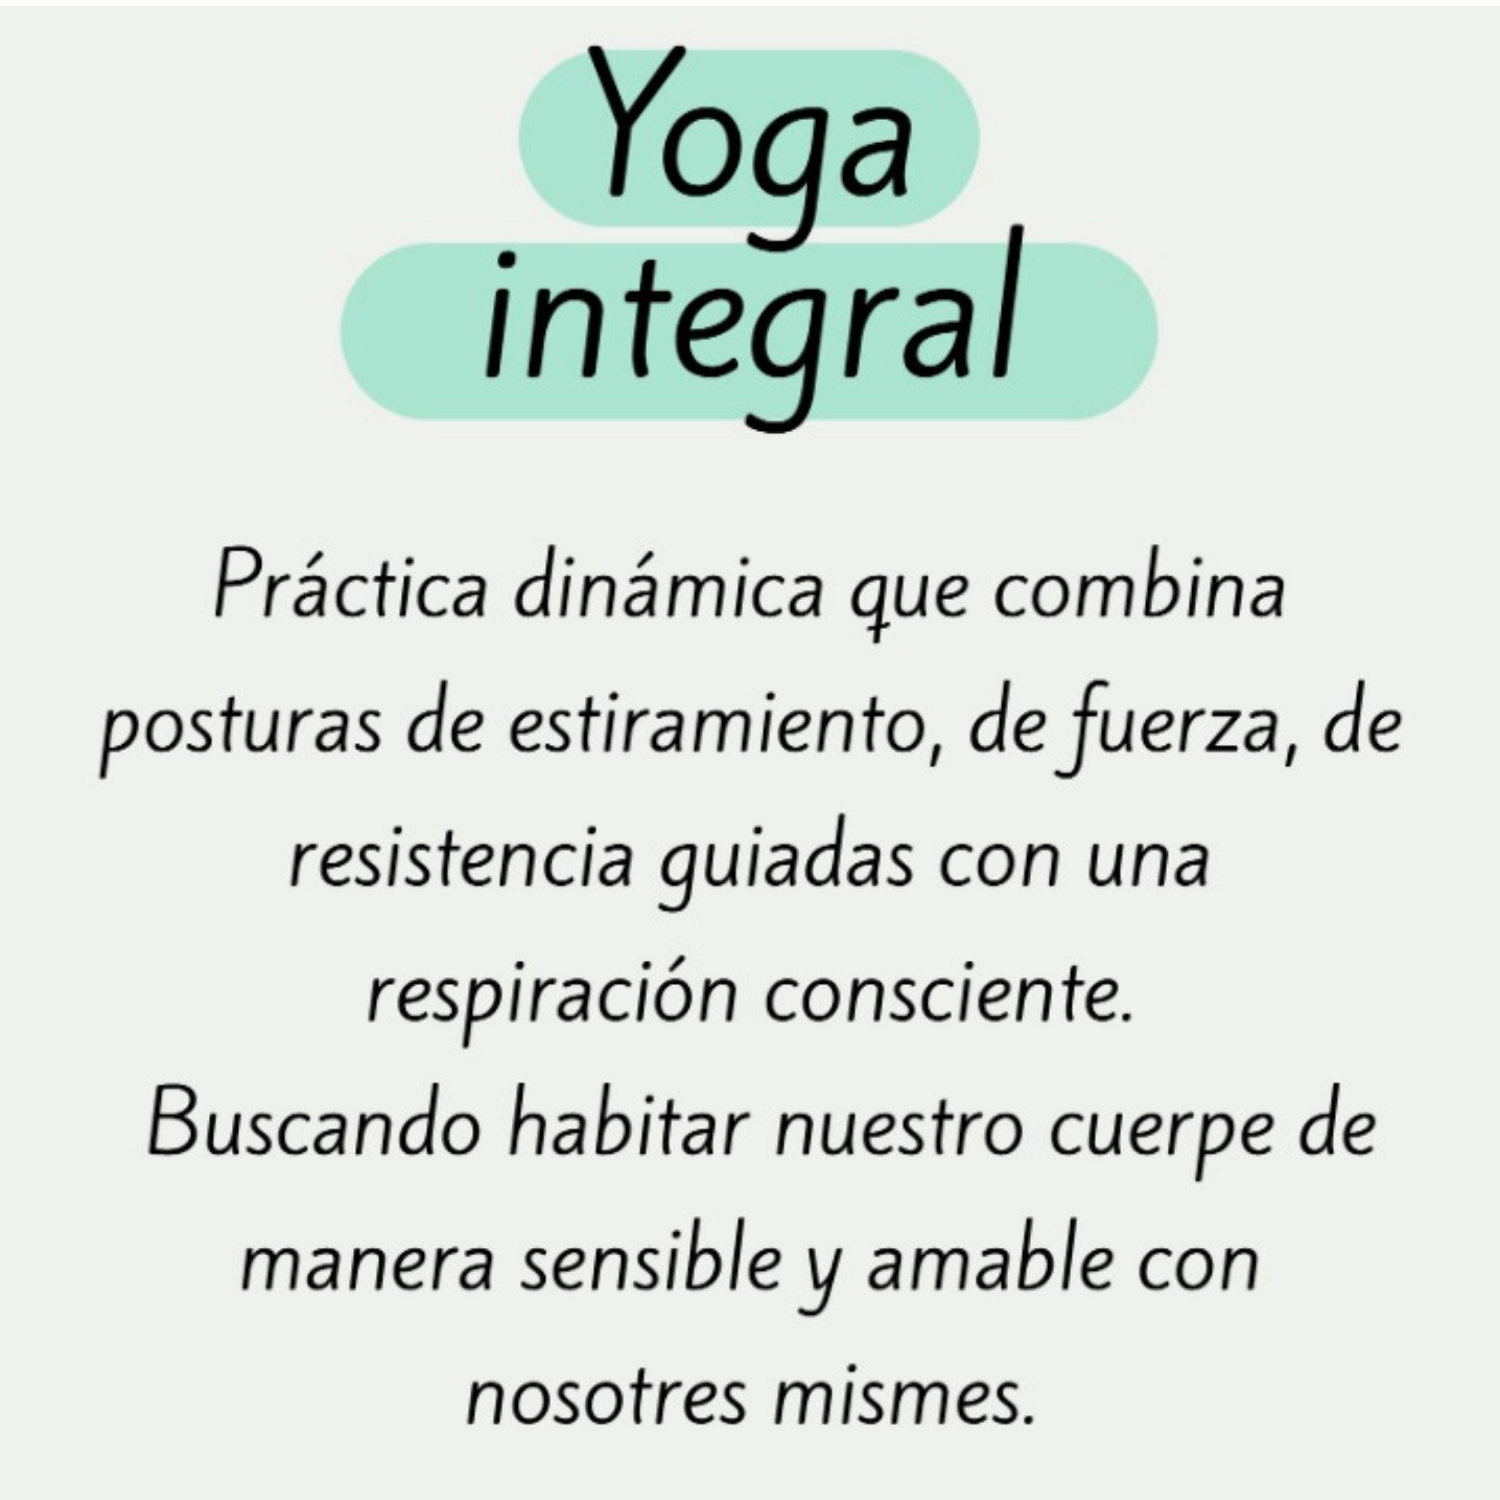 Yoga
integral
Práctica dinámica que combina
posturas de estiramiento, de fuerza, de
resistencia guiadas con una
respiración consciente.
Buscando habitar nuestro cuerpe de
manera sensible y amable con
nosotres mismes.